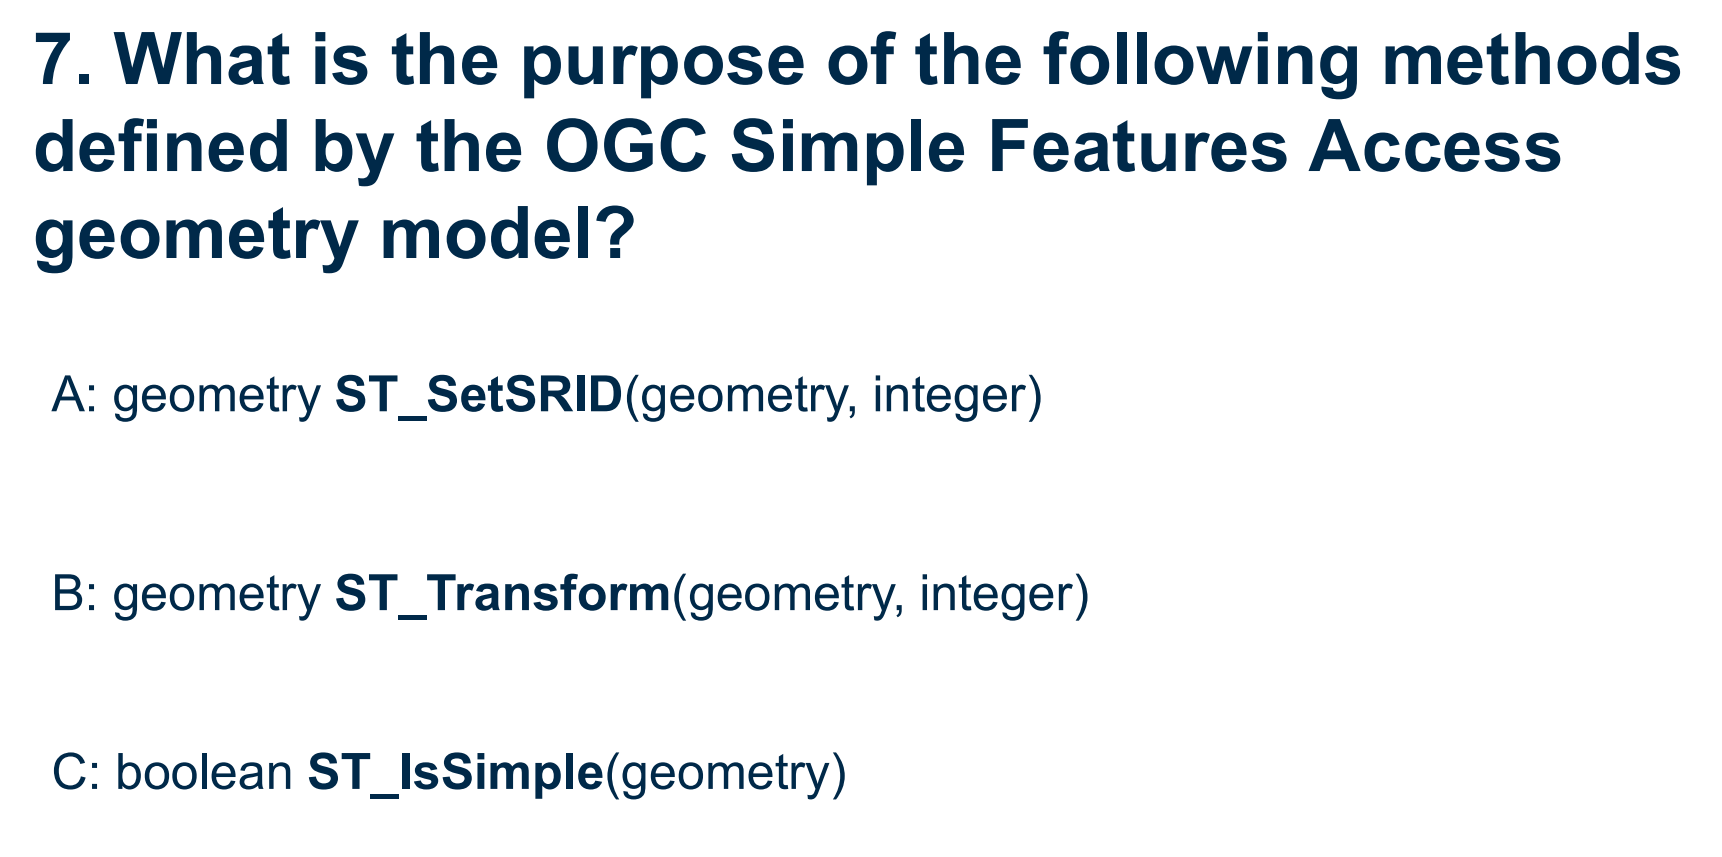 7. What is the purpose of the following methods
defined by the OGC Simple Features Access
geometry model?
A: geometry ST_SetSRID(geometry, integer)
B: geometry ST_Transform(geometry, integer)
C: boolean ST_IsSimple(geometry)